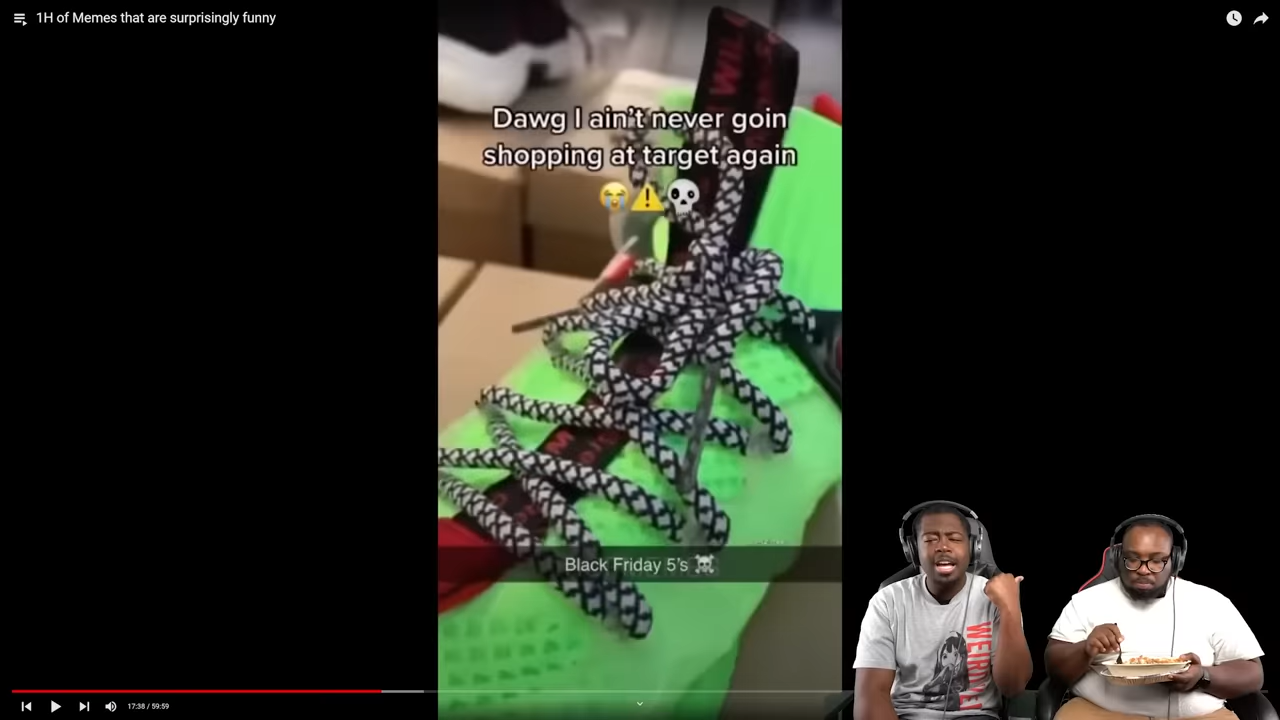 1H of Memes that are surprisingly funny
I WILL
Dawg I ain't never goin
shopping at target again
😭⚠️💀
Black Friday 5's ☠
17:38 / 59:59